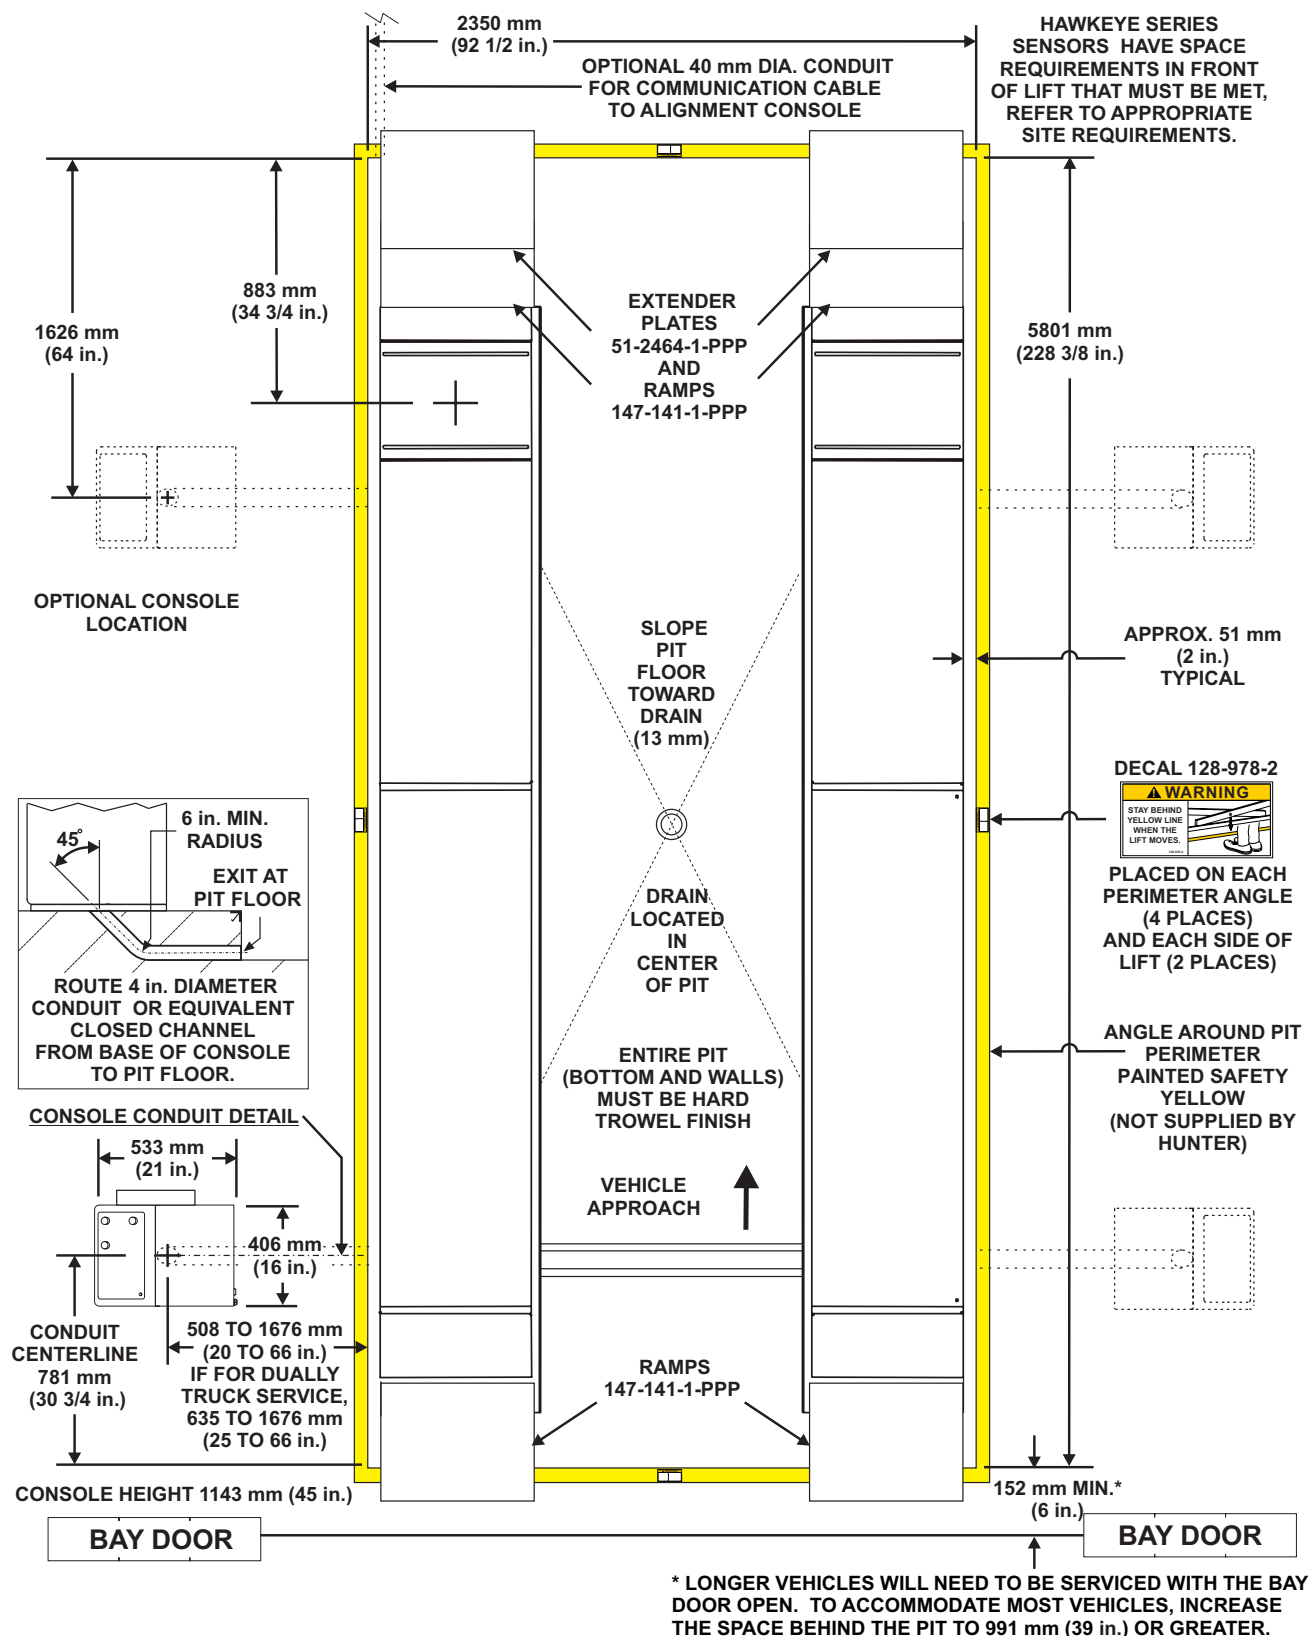 2350 mm
(92 1/2 in.)
OPTIONAL 40 mm DIA. CONDUIT
FOR COMMUNICATION CABLE
TO ALIGNMENT CONSOLE
HAWKEYE SERIES
SENSORS HAVE SPACE
REQUIREMENTS IN FRONT
OF LIFT THAT MUST BE MET,
REFER TO APPROPRIATE
SITE REQUIREMENTS.
883 mm
(34 3/4 in.)
1626 mm
(64 in.)
EXTENDER
PLATES
51-2464-1-PPP
AND
RAMPS
147-141-1-PPP
5801 mm
(228 3/8 in.)
OPTIONAL CONSOLE
LOCATION
SLOPE
PIT
FLOOR
TOWARD
DRAIN
(13 mm)
APPROX. 51 mm
(2 in.)
TYPICAL
DECAL 128-978-2
WARNING
STAY BEHIND
YELLOW LINE
WHEN THE
LIFT MOVES.
PLACED ON EACH
PERIMETER ANGLE
(4 PLACES)
AND EACH SIDE OF
LIFT (2 PLACES)
6 in. MIN.
RADIUS
45°
EXIT AT
PIT FLOOR
ROUTE 4 in. DIAMETER
CONDUIT OR EQUIVALENT
CLOSED CHANNEL
FROM BASE OF CONSOLE
TO PIT FLOOR.
DRAIN
LOCATED
IN
CENTER
OF PIT
ENTIRE PIT
(BOTTOM AND WALLS)
MUST BE HARD
TROWEL FINISH
ANGLE AROUND PIT
PERIMETER
PAINTED SAFETY
YELLOW
(NOT SUPPLIED BY
HUNTER)
CONSOLE CONDUIT DETAIL
533 mm
(21 in.)
VEHICLE
APPROACH
406 mm
(16 in.)
CONDUIT
CENTERLINE
781 mm
(30 3/4 in.)
508 TO 1676 mm
(20 TO 66 in.)
IF FOR DUALLY
TRUCK SERVICE,
635 TO 1676 mm
(25 TO 66 in.)
RAMPS
147-141-1-PPP
CONSOLE HEIGHT 1143 mm (45 in.)
152 mm MIN.*
(6 in.)
BAY DOOR
BAY DOOR
* LONGER VEHICLES WILL NEED TO BE SERVICED WITH THE BAY
DOOR OPEN. TO ACCOMMODATE MOST VEHICLES, INCREASE
THE SPACE BEHIND THE PIT TO 991 mm (39 in.) OR GREATER.